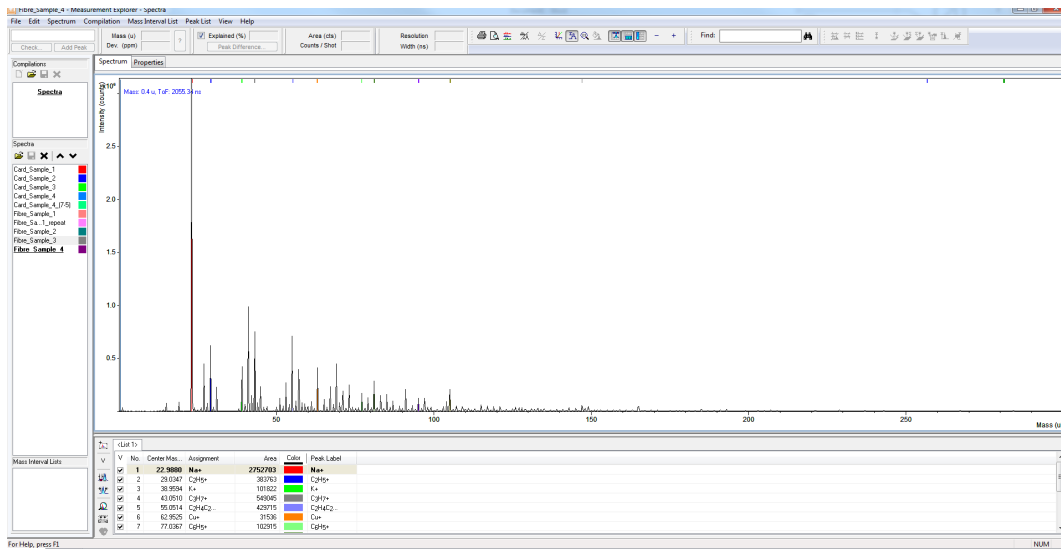 Fibre_Sample_4 - Measurement Explorer - Spectra
File Edit Spectrum Compilation Mass Interval List Peak List View Help
Mass (u)
Dev. (ppm)
?
Explained (%)
Area (cts)
Counts / Shot
Resolution
Width (ns)
Find:
Check...
Add Peak
Peak Difference...
Compilations
Spectra
Spectra
Card_Sample_1
Card_Sample_2
Card_Sample_3
Card_Sample_4
Card_Sample_4_(7-5)
Fibre_Sample_1
Fibre_Sa...1_repeat
Fibre_Sample_2
Fibre_Sample_3
Fibre_Sample_4
Mass Interval Lists
Spectrum Properties
Mass: 0.4 u, ToF: 2055.34 ns
Intensity (counts)
2.5
2.0
1.5
1.0
0.5
50 100 150 200 250
Mass (u
<List 1>
V No. Center Mas... Assignment Area Color Peak Label
1 22.9880 Na+ 2752703 Na+
2 29.0347 C2H5+ 383763 C2H5+
3 38.9594 K+ 101822 K+
4 43.0510 C3H7+ 549045 C3H7+
5 55.0514 C2H4C2... 429715 C2H4C2...
6 62.9525 Cu+ 31536 Cu+
7 77.0367 C6H5+ 102915 C6H5+
For Help, press F1
NUM